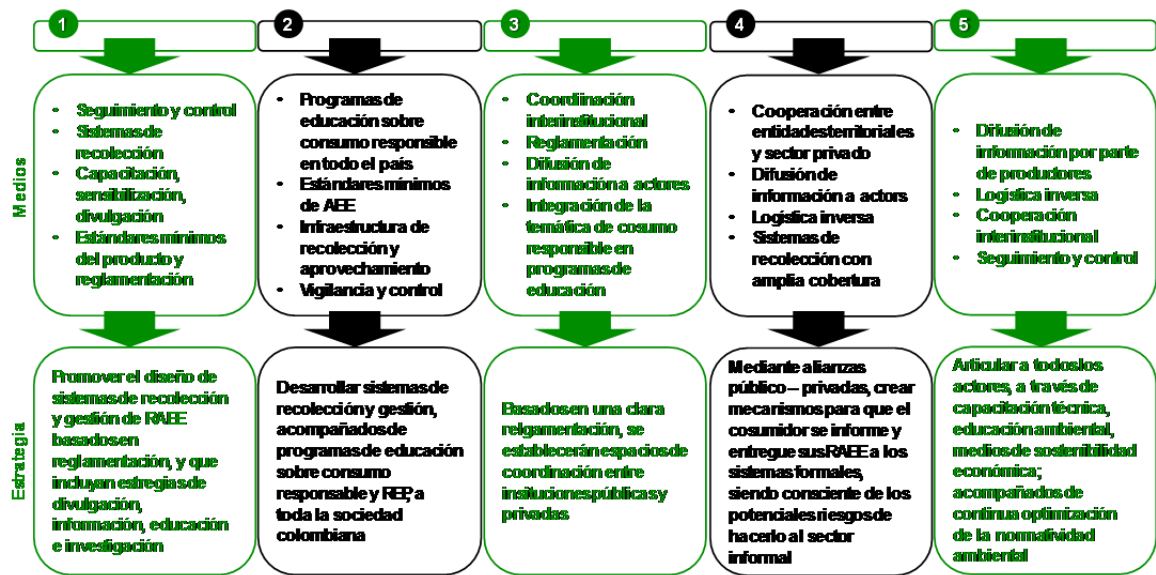 1
2
3
4
5
Medios
• Seguimiento y control
• Sistemas de
recolección
• Capacitación,
sensibilización,
divulgación
• Estándares mínimos
del producto y
reglamentación
• Programas de
educación sobre
consumo responsible
en todo el país
• Estándares mínimos
de AEE
• Infraestructura de
recolección y
aprovechamiento
• Vigilancia y control
• Coordiinación
interinstitucional
• Reglamentación
• Difusión de
información a actores
• Integración de la
temática de cosumo
responsible en
programas de
educación
• Cooperación entre
entidades territoriales
y sector privado
• Difusión de
información a actors
• Logística inversa
• Sistemas de
recolección con
amplia cobertura
• Difusión de
información por parte
de productores
• Logística inversa
• Cooperación
interinstitucional
• Seguimiento y control
Estrategia
Promover el diseño de
sistemas de recolección
y gestión de RAEE
basados en
reglamentación, y que
incluyan estregias de
divulgación,
información, educación
e investigación
Desarrollar sistemas de
recolección y gestión,
acompañados de
programas de educación
sobre consumo
responsable y REP, a
toda la sociedad
colombiana
Basados en una clara
relgamentación, se
establecerán espacios de
coordinación entre
insitucionespúblicas y
privadas
Mediante alianzas
público – privadas, crear
mecanismos para que el
cosumidor se informe y
entregue sus RAEE a los
sistemas formales,
siendo consciente de los
potenciales riesgos de
hacerlo al sector
informal
Articular a todos los
actores, a través de
capacitación técnica,
educación ambiental,
medios de sostenibilidad
económica;
acompañados de
continua optimización
de la normatividad
ambiental